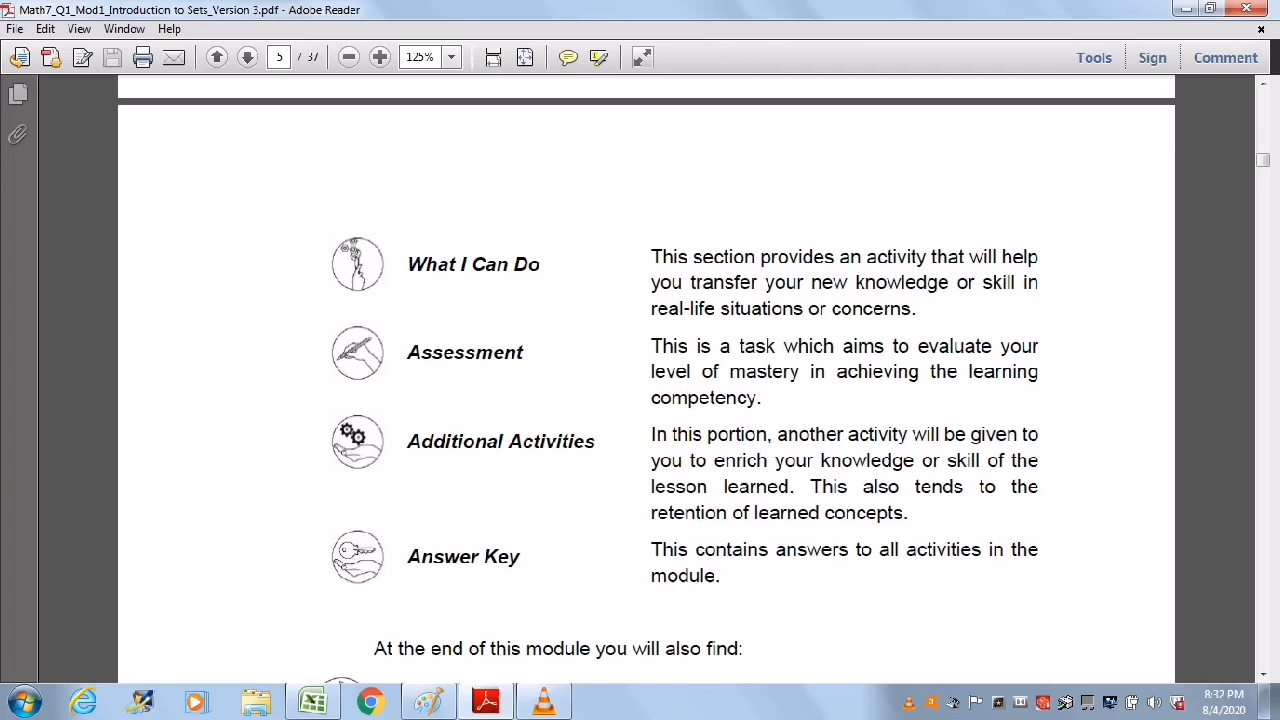 Math7_Q1_Mod1_Introduction to Sets_Version 3.pdf - Adobe Reader
File Edit View Window Help
5 / 37 125% Tools Sign Comment
What I Can Do
This section provides an activity that will help
you transfer your new knowledge or skill in
real-life situations or concerns.
Assessment
This is a task which aims to evaluate your
level of mastery in achieving the learning
competency.
Additional Activities
In this portion, another activity will be given to
you to enrich your knowledge or skill of the
lesson learned. This also tends to the
retention of learned concepts.
Answer Key
This contains answers to all activities in the
module.
At the end of this module you will also find:
8:32 PM
8/4/2020